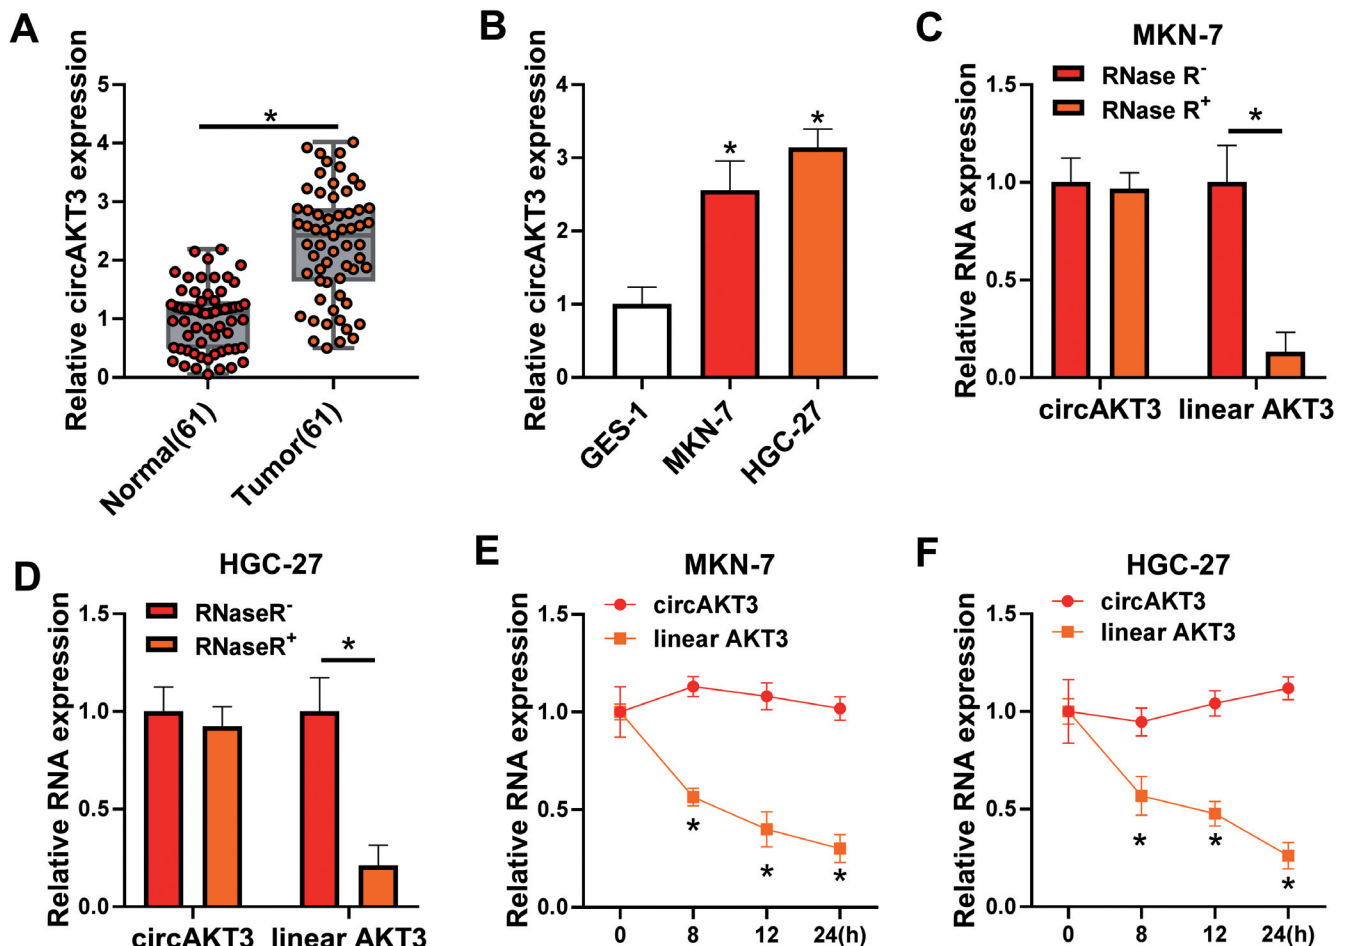 A
Relative circAKT3 expression
5
4
3
2
1
0
*
Normal(61)
Tumor(61)
B
Relative circAKT3 expression
4
3
2
1
0
*
*
GES-1
MKN-7
HGC-27
C
MKN-7
RNase R⁻
RNase R⁺
Relative RNA expression
1.5
1.0
0.5
0.0
*
circAKT3
linear AKT3
D
HGC-27
RNaseR⁻
RNaseR⁺
Relative RNA expression
1.5
1.0
0.5
0.0
*
circAKT3
linear AKT3
E
MKN-7
circAKT3
linear AKT3
Relative RNA expression
1.5
1.0
0.5
0.0
*
*
*
0 8 12 24(h)
F
HGC-27
circAKT3
linear AKT3
Relative RNA expression
1.5
1.0
0.5
0.0
*
*
*
0 8 12 24(h)